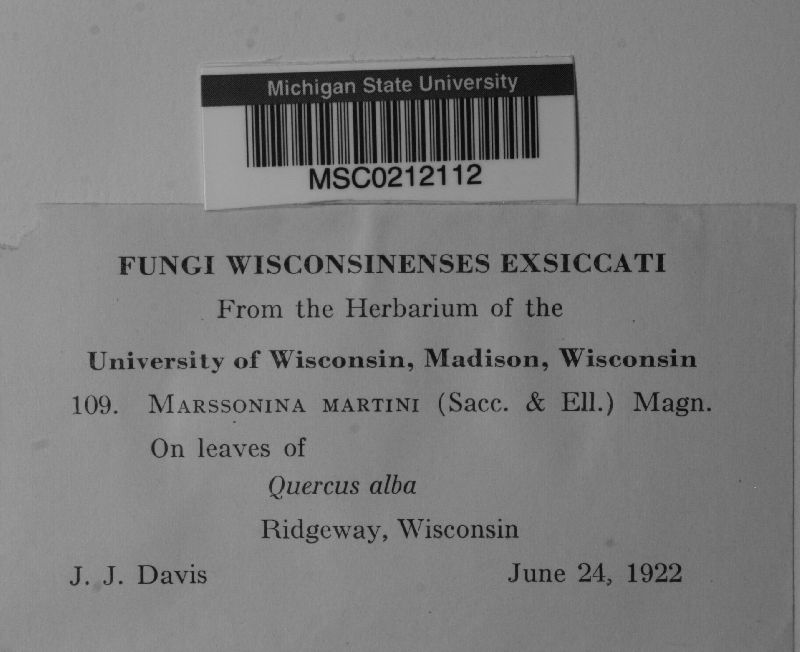 Michigan State University
MSC0212112
FUNGI WISCONSINENSES EXSICCATI
From the Herbarium of the
University of Wisconsin, Madison, Wisconsin
109. MARSSONINA MARTINI (Sacc. & Ell.) Magn.
On leaves of
Quercus alba
Ridgeway, Wisconsin
J. J. Davis June 24, 1922